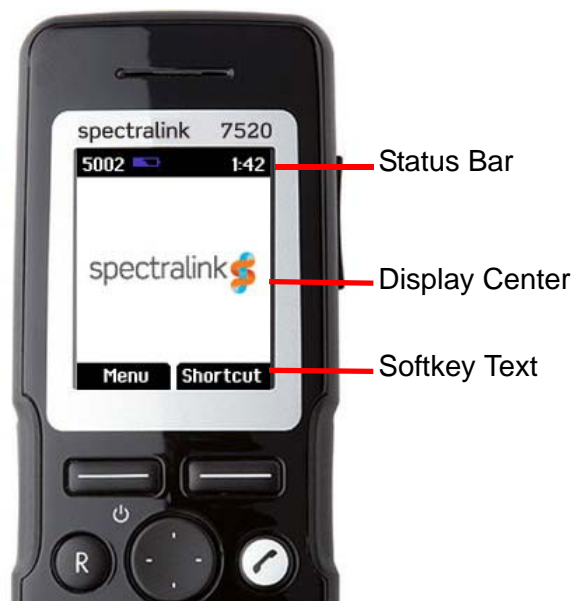 spectralink 7520
5002 1:42
Status Bar
spectralink
Display Center
Menu Shortcut
Softkey Text
R